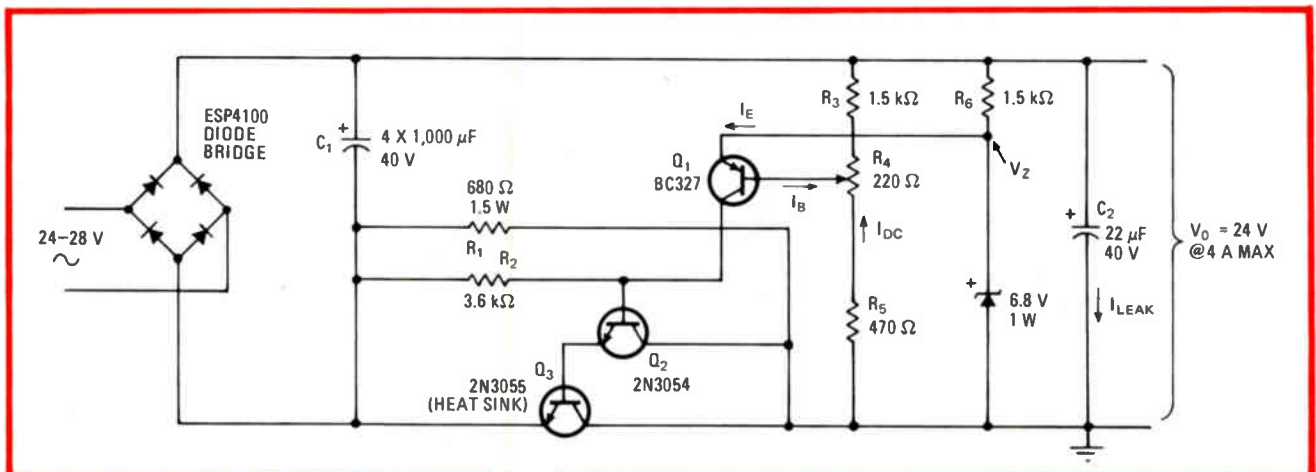 ESP4100
DIODE
BRIDGE
24–28 V
C1
+
4 X 1,000 µF
40 V
680 Ω
1.5 W
R1
R2
3.6 kΩ
Q3
2N3055
(HEAT SINK)
Q2
2N3054
Q1
BC327
IE
IB
R3
1.5 kΩ
R4
220 Ω
IDC
R5
470 Ω
R6
1.5 kΩ
VZ
+
6.8 V
1 W
+
C2
22 µF
40 V
ILEAK
VO = 24 V
@4 A MAX